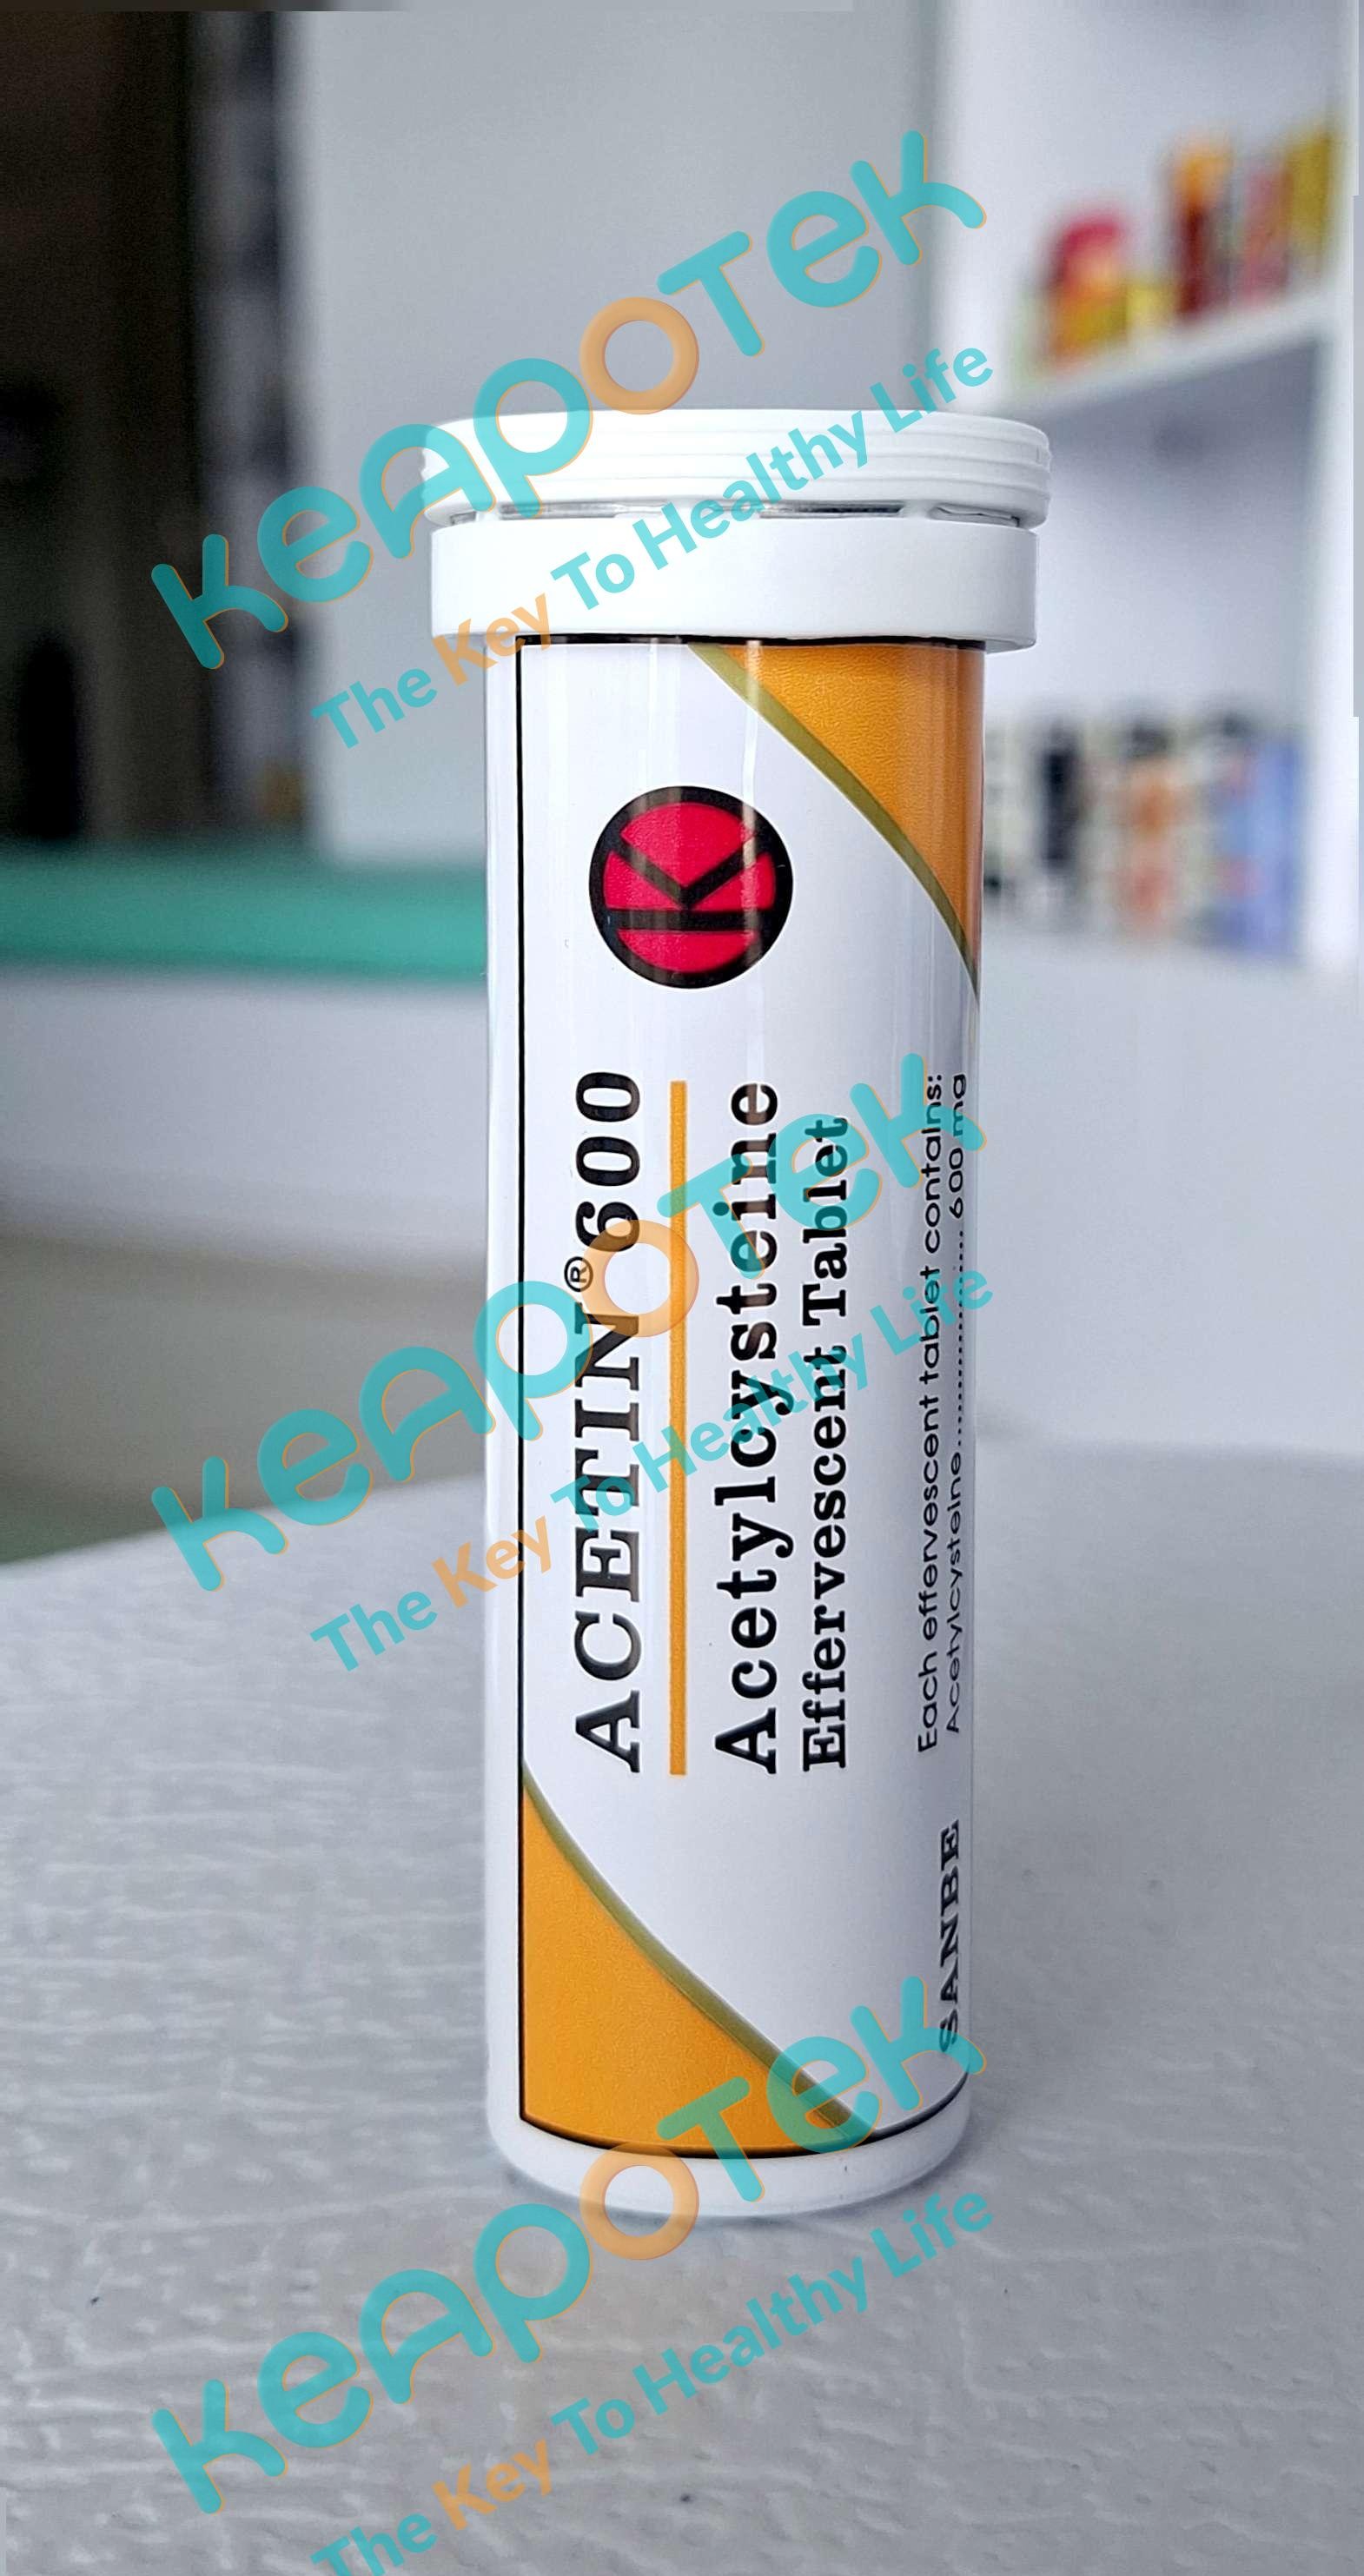 KeAPoTeK
The Key To Healthy Life
K
ACETIN®600
Acetylcysteine
Effervescent Tablet
Each effervescent tablet contains:
Acetylcysteine.................. 600 mg
SANBE
KeAPoTeK
The Key To Healthy Life
KeAPoTeK
The Key To Healthy Life